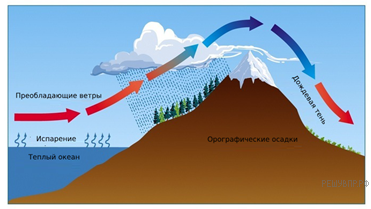 Преобладающие ветры
Испарение
Теплый океан
Орографические осадки
Дождевая тень